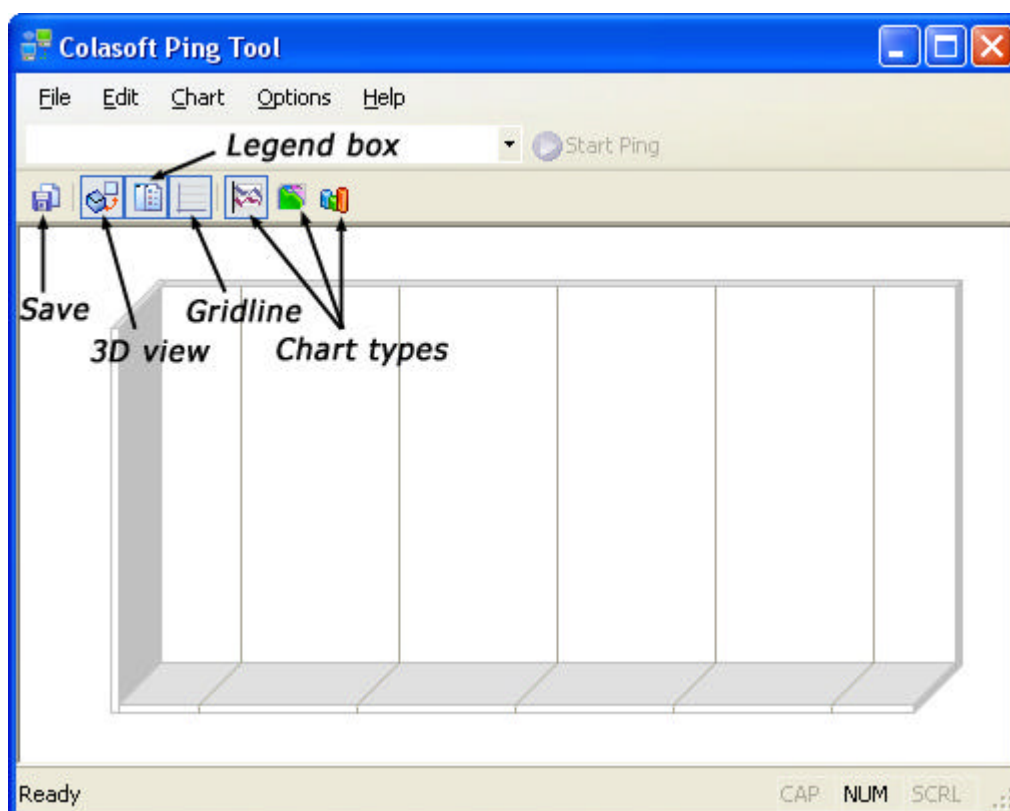 Colasoft Ping Tool
File Edit Chart Options Help
Legend box
Start Ping
Save
Gridline
3D view
Chart types
Ready
CAP NUM SCRL